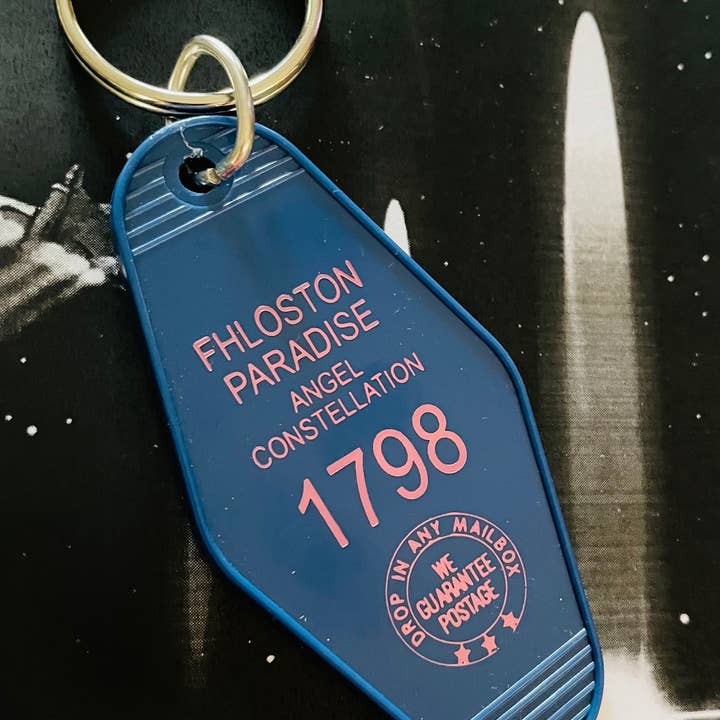 FHLOSTON
PARADISE
ANGEL
CONSTELLATION
1798
DROP IN ANY MAILBOX
WE
GUARANTEE
POSTAGE